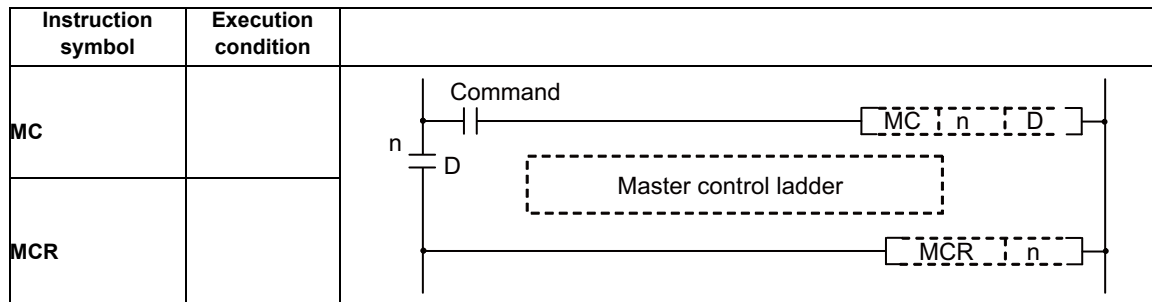 Instruction symbol
Execution condition
MC
Command
MC n D
n
D
Master control ladder
MCR
MCR n